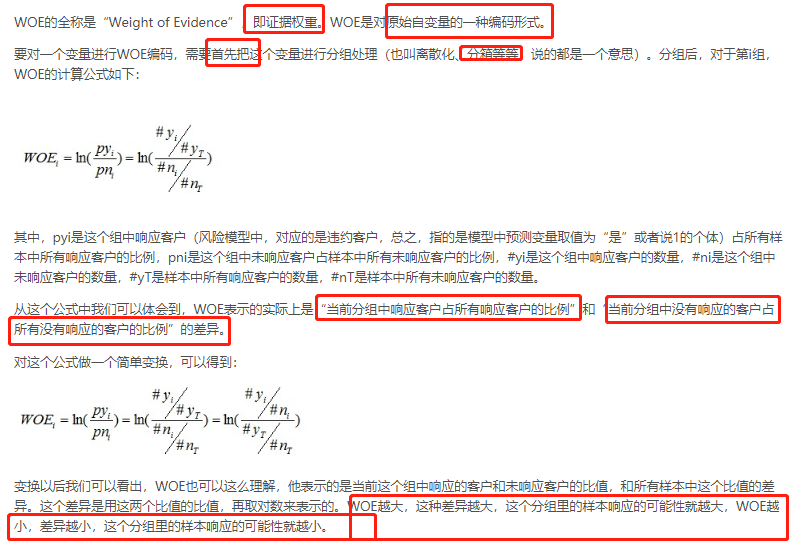 WOE的全称是“Weight of Evidence”，即证据权重。WOE是对原始自变量的一种编码形式。
要对一个变量进行WOE编码，需要首先把这个变量进行分组处理（也叫离散化、分箱等等，说的都是一个意思）。分组后，对于第i组，
WOE的计算公式如下：
WOE_i = ln(py_i/pn_i) = ln((#y_i/#y_T)/(#n_i/#n_T))
其中，pyi是这个组中响应客户（风险模型中，对应的是违约客户，总之，指的是模型中预测变量取值为“是”或者说1的个体）占所有样
本中所有响应客户的比例，pni是这个组中未响应客户占样本中所有未响应客户的比例，#yi是这个组中响应客户的数量，#ni是这个组中
未响应客户的数量，#yT是样本中所有响应客户的数量，#nT是样本中所有未响应客户的数量。
从这个公式中我们可以体会到，WOE表示的实际上是“当前分组中响应客户占所有响应客户的比例”和“当前分组中没有响应的客户占
所有没有响应的客户的比例”的差异。
对这个公式做一个简单变换，可以得到：
WOE_i = ln(py_i/pn_i) = ln((#y_i/#y_T)/(#n_i/#n_T)) = ln((#y_i/#n_i)/(#y_T/#n_T))
变换以后我们可以看出，WOE也可以这么理解，他表示的是当前这个组中响应的客户和未响应客户的比值，和所有样本中这个比值的差
异。这个差异是用这两个比值的比值，再取对数来表示的。WOE越大，这种差异越大，这个分组里的样本响应的可能性就越大，WOE越
小，差异越小，这个分组里的样本响应的可能性就越小。